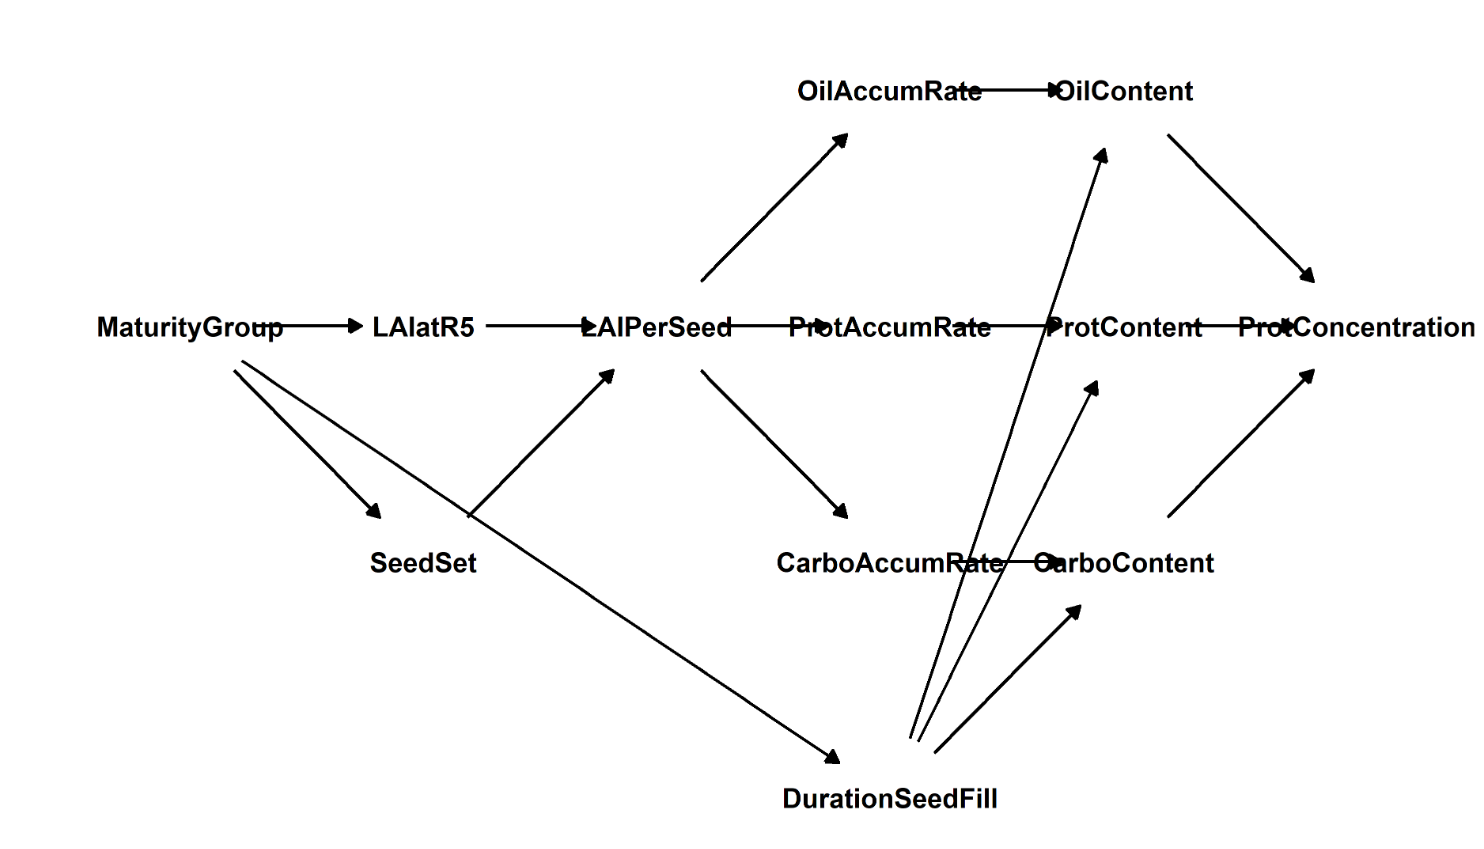 OilAccumRate OilContent
MaturityGroup LAIatR5 LAIPerSeed ProtAccumRate ProtContent ProtConcentration
SeedSet CarboAccumRate CarboContent
DurationSeedFill